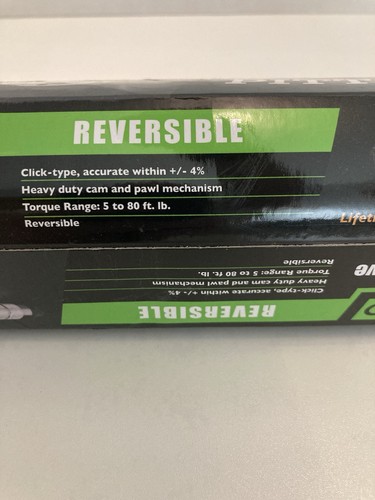 REVERSIBLE
Click-type, accurate within +/- 4%
Heavy duty cam and pawl mechanism
Torque Range: 5 to 80 ft. lb.
Reversible
REVERSIBLE
Click-type, accurate within +/- 4%
Heavy duty cam and pawl mechanism
Torque Range: 5 to 80 ft. lb.
Reversible